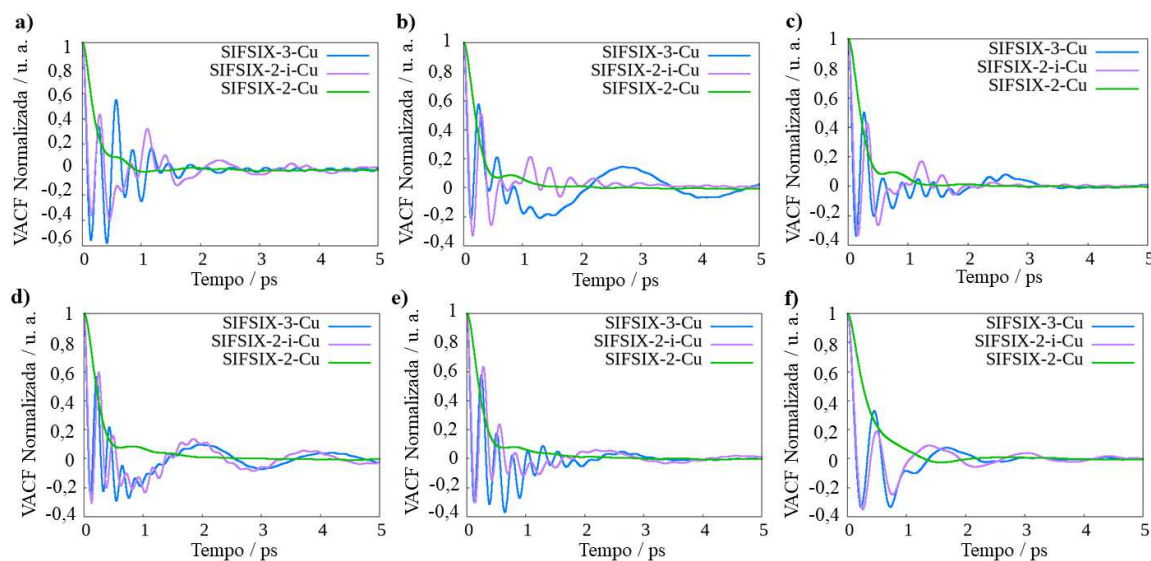 a)
VACF Normalizada / u. a.
1
0,8
0,6
0,4
0,2
0
-0,2
-0,4
-0,6
SIFSIX-3-Cu
SIFSIX-2-i-Cu
SIFSIX-2-Cu
0 1 2 3 4 5
Tempo / ps
b)
VACF Normalizada / u. a.
1
0,8
0,6
0,4
0,2
0
-0,2
-0,4
SIFSIX-3-Cu
SIFSIX-2-i-Cu
SIFSIX-2-Cu
0 1 2 3 4 5
Tempo / ps
c)
VACF Normalizada / u. a.
1
0,8
0,6
0,4
0,2
0
-0,2
-0,4
SIFSIX-3-Cu
SIFSIX-2-i-Cu
SIFSIX-2-Cu
0 1 2 3 4 5
Tempo / ps
d)
VACF Normalizada / u. a.
1
0,8
0,6
0,4
0,2
0
-0,2
-0,4
SIFSIX-3-Cu
SIFSIX-2-i-Cu
SIFSIX-2-Cu
0 1 2 3 4 5
Tempo / ps
e)
VACF Normalizada / u. a.
1
0,8
0,6
0,4
0,2
0
-0,2
-0,4
SIFSIX-3-Cu
SIFSIX-2-i-Cu
SIFSIX-2-Cu
0 1 2 3 4 5
Tempo / ps
f)
VACF Normalizada / u. a.
1
0,8
0,6
0,4
0,2
0
-0,2
-0,4
SIFSIX-3-Cu
SIFSIX-2-i-Cu
SIFSIX-2-Cu
0 1 2 3 4 5
Tempo / ps